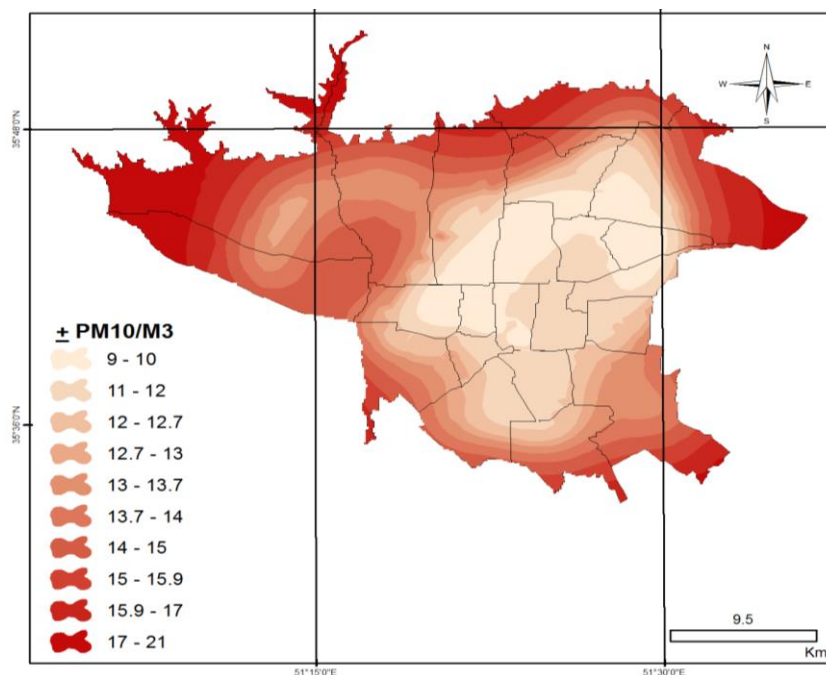 N
W E
S
35°48'0"N
± PM10/M3
9 - 10
11 - 12
12 - 12.7
12.7 - 13
13 - 13.7
13.7 - 14
14 - 15
15 - 15.9
15.9 - 17
17 - 21
35°36'0"N
9.5
Km
51°15'0"E
51°30'0"E